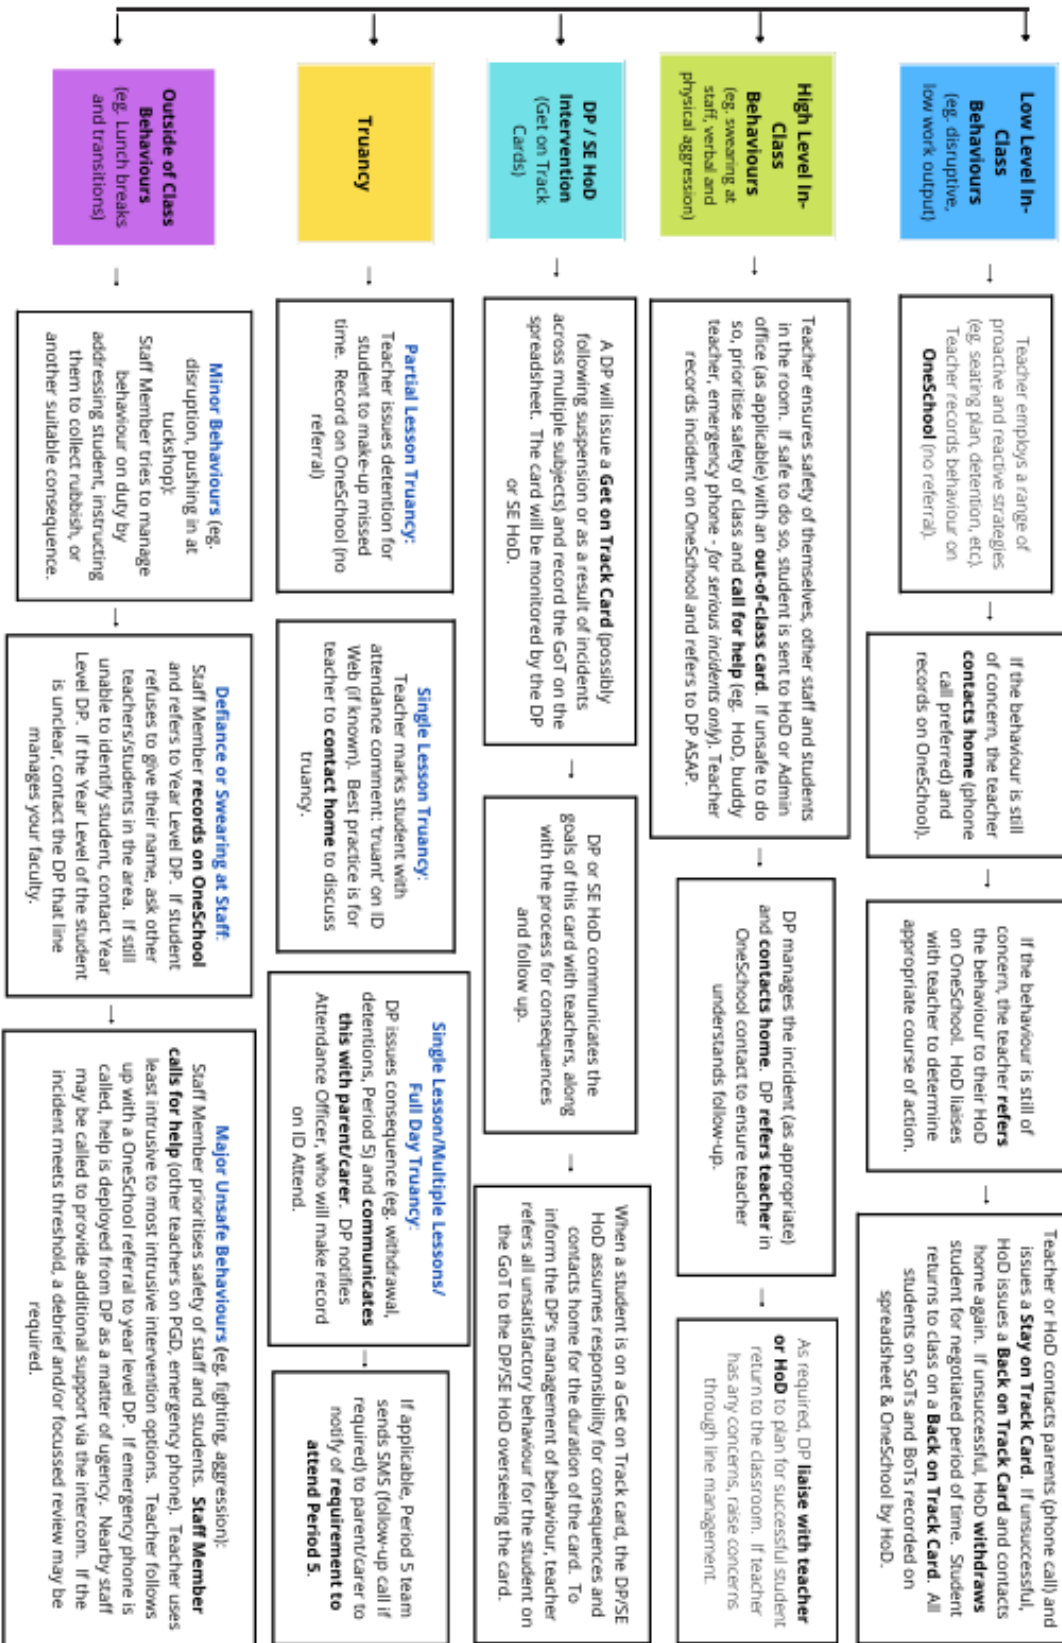 Low Level In-
Class
Behaviours
(eg. disruptive,
low work output)
Teacher employs a range of
proactive and reactive strategies
(eg. seating plan, detention, etc).
Teacher records behaviour on
OneSchool (no referral).
If the behaviour is still
of concern, the teacher
contacts home (phone
call preferred) and
records on OneSchool).
If the behaviour is still of
concern, the teacher refers
the behaviour to their HoD
on OneSchool. HoD liaises
with teacher to determine
appropriate course of action.
Teacher or HoD contacts parents (phone call) and
issues a Stay on Track Card. If unsuccessful,
HoD issues a Back on Track Card and contacts
home again. If unsuccessful, HoD withdraws
student for negotiated period of time. Student
returns to class on a Back on Track Card. All
students on SoTs and BoTs recorded on
spreadsheet & OneSchool by HoD.
High Level In-
Class
Behaviours
(eg. swearing at
staff, verbal and
physical aggression)
Teacher ensures safety of themselves, other staff and students
in the room. If safe to do so, student is sent to HoD or Admin
office (as applicable) with an out-of-class card. If unsafe to do
so, prioritise safety of class and call for help (eg. HoD, buddy
teacher, emergency phone - for serious incidents only). Teacher
records incident on OneSchool and refers to DP ASAP.
DP manages the incident (as appropriate)
and contacts home. DP refers teacher in
OneSchool contact to ensure teacher
understands follow-up.
As required, DP liaise with teacher
or HoD to plan for successful student
return to the classroom. If teacher
has any concerns, raise concerns
through line management.
DP / SE HoD
Intervention
(Get on Track
Cards)
A DP will issue a Get on Track Card (possibly
following suspension or as a result of incidents
across multiple subjects) and record the GoT on the
spreadsheet. The card will be monitored by the DP
or SE HoD.
DP or SE HoD communicates the
goals of this card with teachers, along
with the process for consequences
and follow up.
When a student is on a Get on Track card, the DP/SE
HoD assumes responsibility for consequences and
contacts home for the duration of the card. To
inform the DP's management of behaviour, teacher
refers all unsatisfactory behaviour for the student on
the GoT to the DP/SE HoD overseeing the card.
Truancy
Partial Lesson Truancy:
Teacher issues detention for
student to make-up missed
time. Record on OneSchool (no
referral)
Single Lesson Truancy:
Teacher marks student with
attendance comment: 'truant' on ID
Web (if known). Best practice is for
teacher to contact home to discuss
truancy.
Single Lesson/Multiple Lessons/
Full Day Truancy:
DP issues consequence (eg. withdrawal,
detentions, Period 5) and communicates
this with parent/carer. DP notifies
Attendance Officer, who will make record
on ID Attend.
If applicable, Period 5 team
sends SMS (follow-up call if
required) to parent/carer to
notify of requirement to
attend Period 5.
Outside of Class
Behaviours
(eg. Lunch breaks
and transitions)
Minor Behaviours (eg.
disruption, pushing in at
tuckshop):
Staff Member tries to manage
behaviour on duty by
addressing student, instructing
them to collect rubbish, or
another suitable consequence.
Defiance or Swearing at Staff:
Staff Member records on OneSchool
and refers to Year Level DP. If student
refuses to give their name, ask other
teachers/students in the area. If still
unable to identify student, contact Year
Level DP. If the Year Level of the student
is unclear, contact the DP that line
manages your faculty.
Major Unsafe Behaviours (eg. fighting, aggression):
Staff Member prioritises safety of staff and students. Staff Member
calls for help (other teachers on PGD, emergency phone). Teacher uses
least intrusive to most intrusive intervention options. Teacher follows
up with a OneSchool referral to year level DP. If emergency phone is
called, help is deployed from DP as a matter of urgency. Nearby staff
may be called to provide additional support via the intercom. If the
incident meets threshold, a debrief and/or focussed review may be
required.